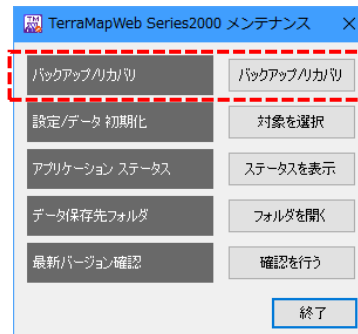 TerraMapWeb Series2000 メンテナンス
バックアップ/リカバリ バックアップ/リカバリ
設定/データ 初期化 対象を選択
アプリケーション ステータス ステータスを表示
データ保存先フォルダ フォルダを開く
最新バージョン確認 確認を行う
終了